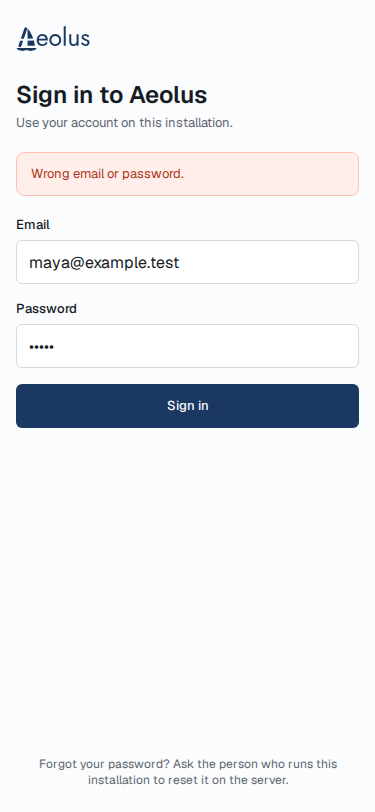 Aeolus
Sign in to Aeolus
Use your account on this installation.
Wrong email or password.
Email
maya@example.test
Password
•••••
Sign in
Forgot your password? Ask the person who runs this
installation to reset it on the server.